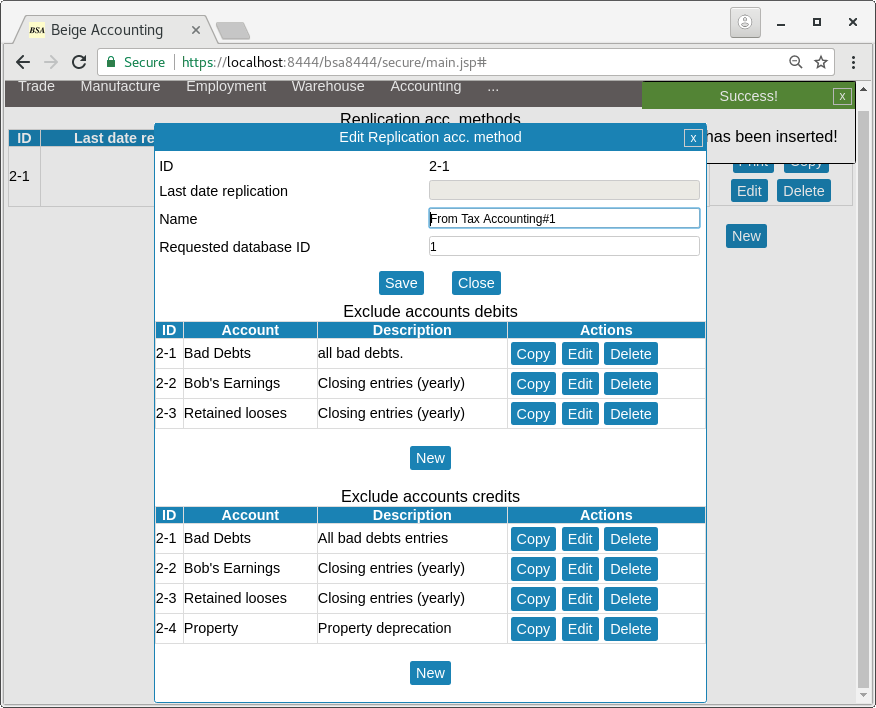 BSA Beige Accounting
Secure https://localhost:8444/bsa8444/secure/main.jsp#
Trade Manufacture Employment Warehouse Accounting ...
Success! x
has been inserted!
Replication acc. methods
ID Last date re
2-1
Print Copy
Edit Delete
New
Edit Replication acc. method x
ID 2-1
Last date replication
Name From Tax Accounting#1
Requested database ID 1
Save Close
Exclude accounts debits
ID Account Description Actions
2-1 Bad Debts all bad debts. Copy Edit Delete
2-2 Bob's Earnings Closing entries (yearly) Copy Edit Delete
2-3 Retained looses Closing entries (yearly) Copy Edit Delete
New
Exclude accounts credits
ID Account Description Actions
2-1 Bad Debts All bad debts entries Copy Edit Delete
2-2 Bob's Earnings Closing entries (yearly) Copy Edit Delete
2-3 Retained looses Closing entries (yearly) Copy Edit Delete
2-4 Property Property deprecation Copy Edit Delete
New